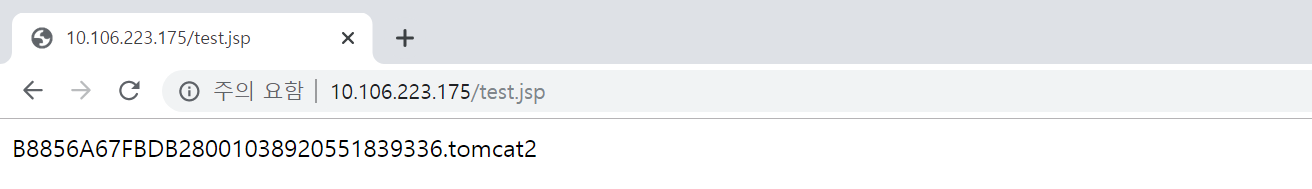 10.106.223.175/test.jsp
주의 요함 | 10.106.223.175/test.jsp
B8856A67FBDB28001038920551839336.tomcat2